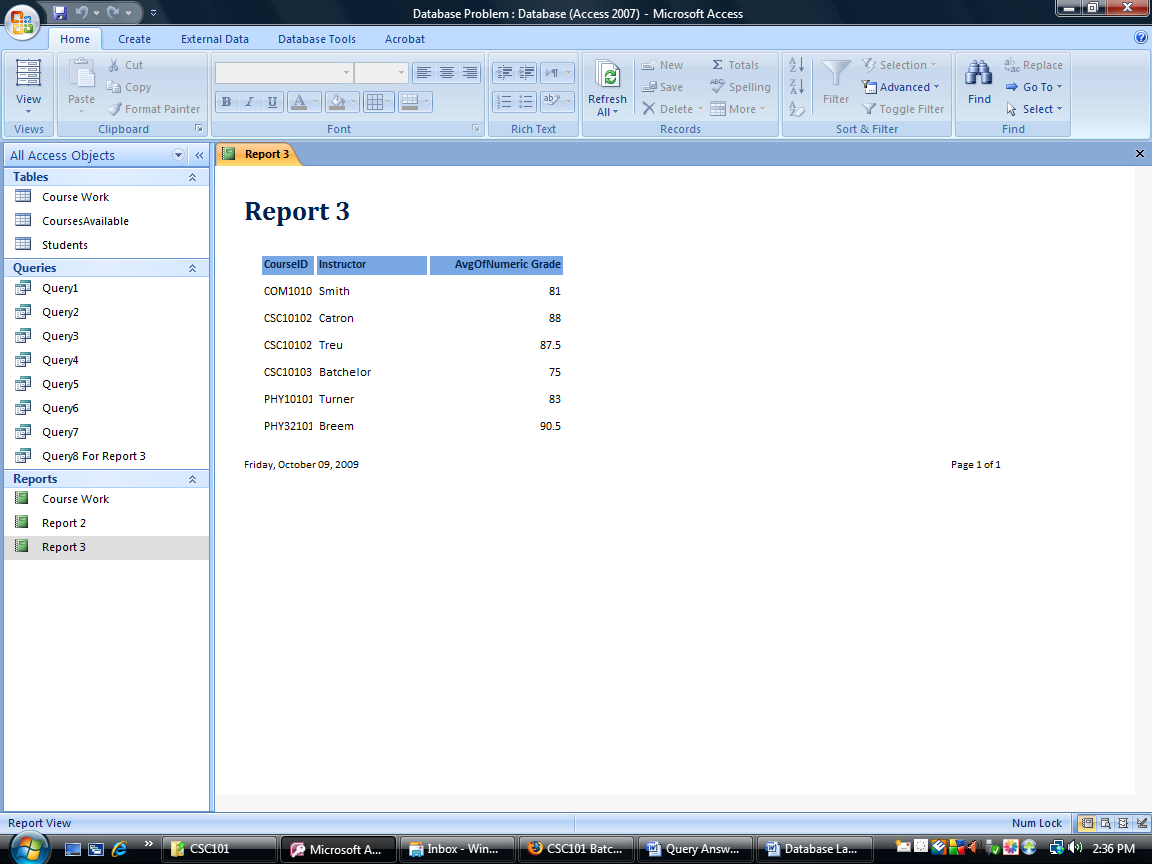 Database Problem : Database (Access 2007) - Microsoft Access
Home Create External Data Database Tools Acrobat
View
Views
Paste
Cut
Copy
Format Painter
Clipboard
B I U A
Font
ab
Rich Text
Refresh
All
New
Save
Delete
Σ Totals
Spelling
More
Records
Filter
Selection
Advanced
Toggle Filter
Sort & Filter
Find
Replace
Go To
Select
Find
All Access Objects
Tables
Course Work
CoursesAvailable
Students
Queries
Query1
Query2
Query3
Query4
Query5
Query6
Query7
Query8 For Report 3
Reports
Course Work
Report 2
Report 3
Report 3
Report 3
CourseID Instructor AvgOfNumeric Grade
COM1010 Smith 81
CSC10102 Catron 88
CSC10102 Treu 87.5
CSC10103 Batchelor 75
PHY10101 Turner 83
PHY32101 Breem 90.5
Friday, October 09, 2009 Page 1 of 1
Report View Num Lock
CSC101 Microsoft A... Inbox - Win... CSC101 Batc... Query Answ... Database La... 2:36 PM